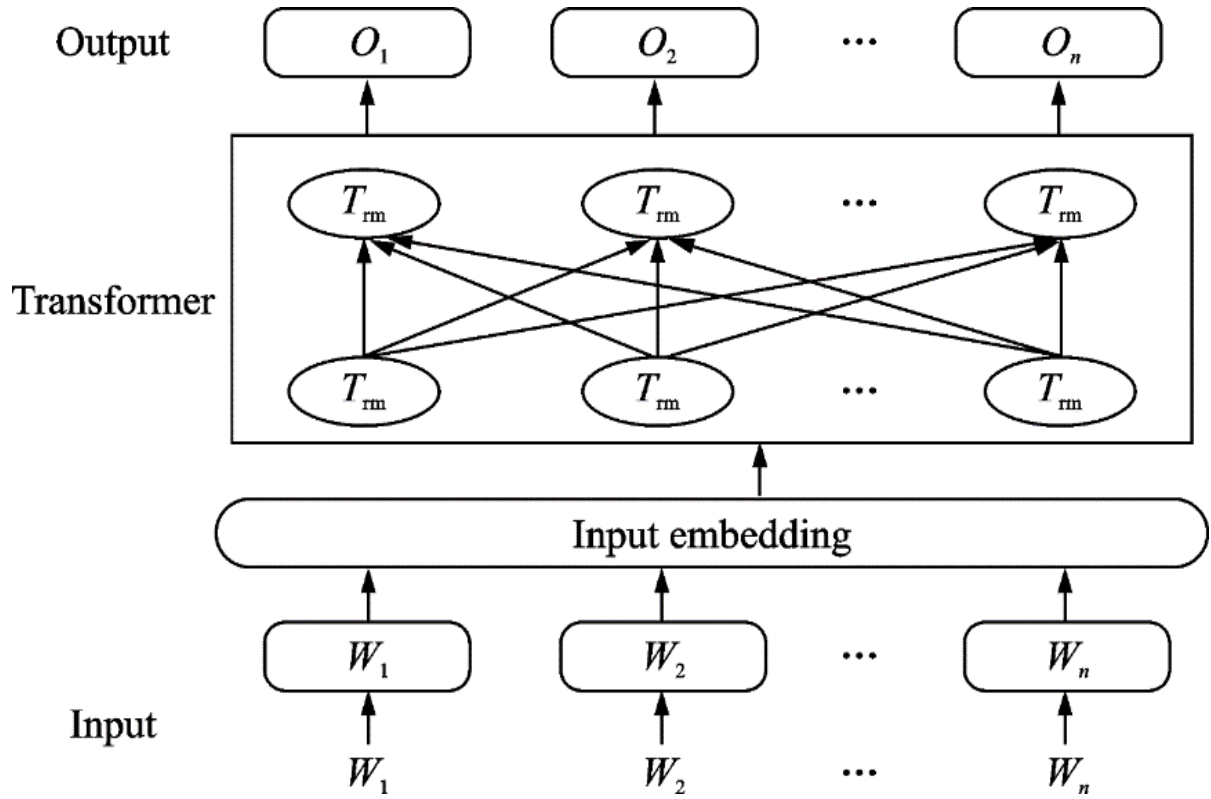 Output O₁ O₂ ... Oₙ
Tᵣₘ Tᵣₘ ... Tᵣₘ
Transformer
Tᵣₘ Tᵣₘ ... Tᵣₘ
Input embedding
W₁ W₂ ... Wₙ
Input
W₁ W₂ ... Wₙ